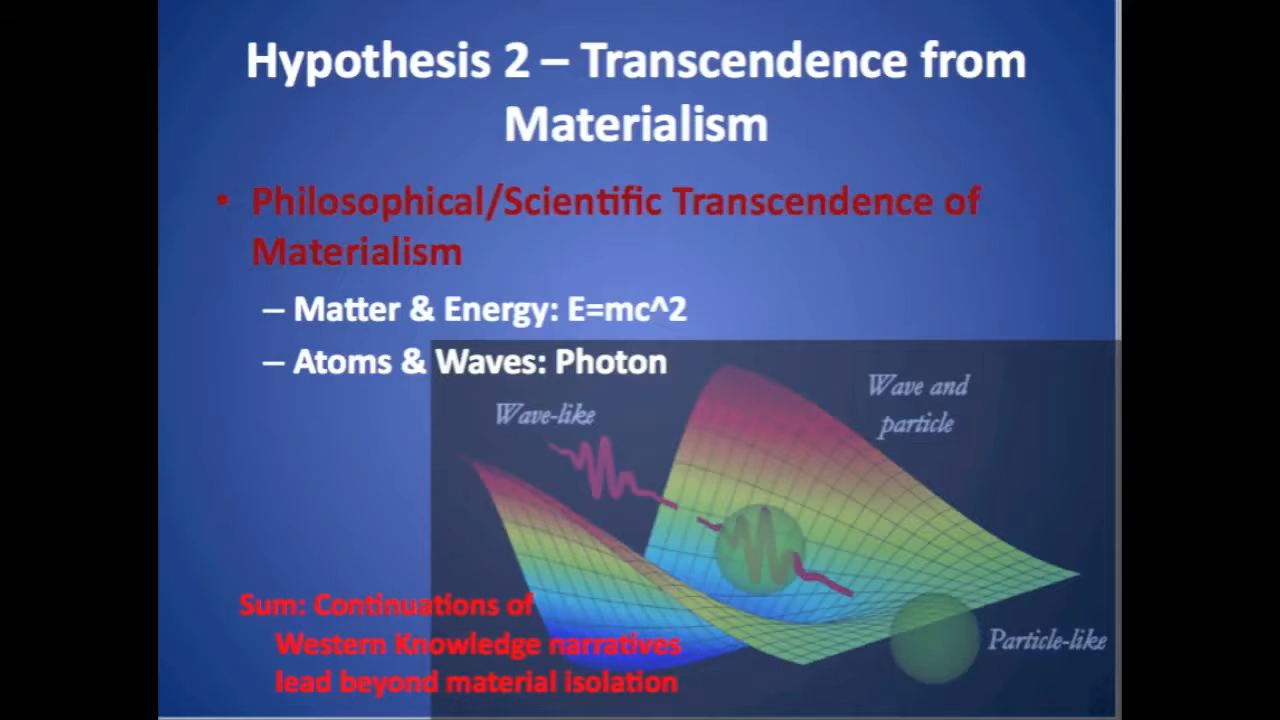 Hypothesis 2 – Transcendence from
Materialism
• Philosophical/Scientific Transcendence of
Materialism
– Matter & Energy: E=mc^2
– Atoms & Waves: Photon
Wave and
particle
Wave-like
Sum: Continuations of
Western Knowledge narratives
lead beyond material isolation
Particle-like